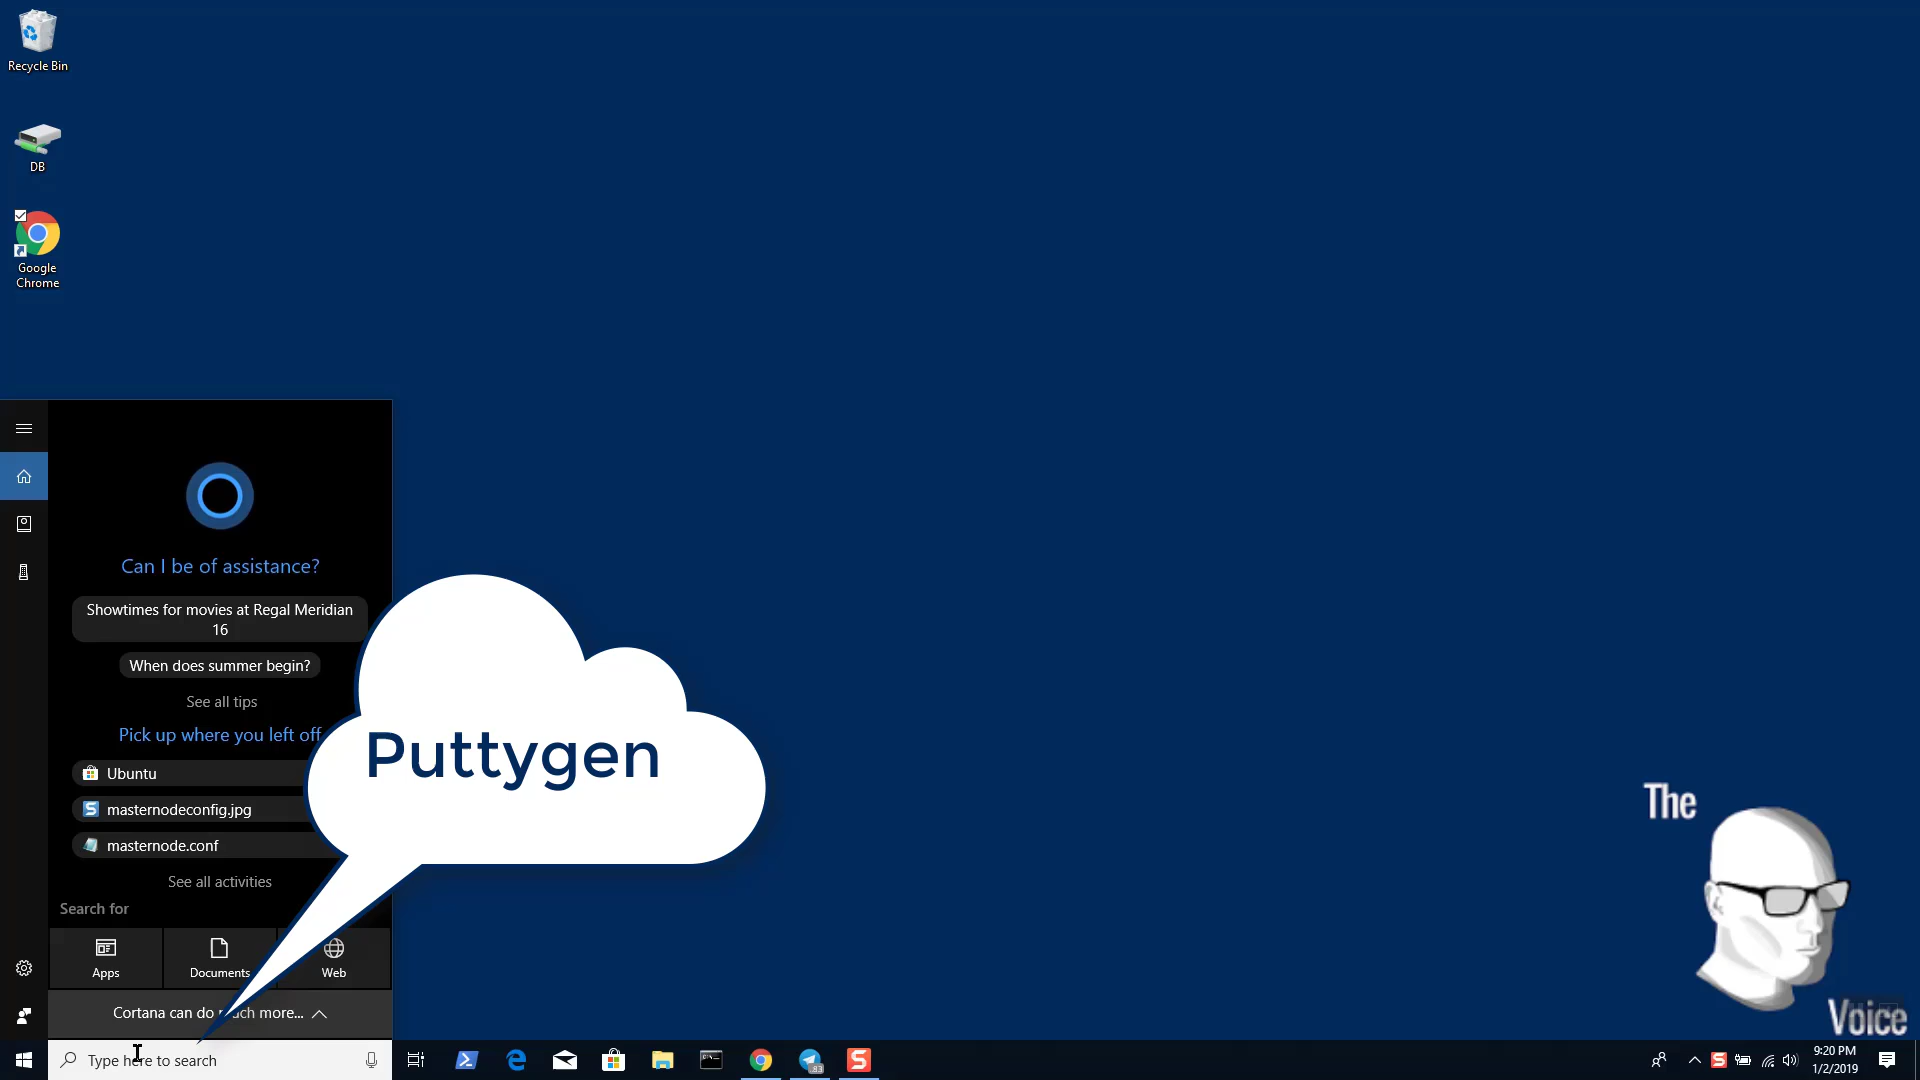 Recycle Bin
DB
Google
Chrome
Can I be of assistance?
Showtimes for movies at Regal Meridian
16
When does summer begin?
See all tips
Pick up where you left off
Ubuntu
masternodeconfig.jpg
masternode.conf
See all activities
Search for
Apps
Documents
Web
Cortana can do much more...
Type here to search
Puttygen
The
Voice
83
9:20 PM
1/2/2019